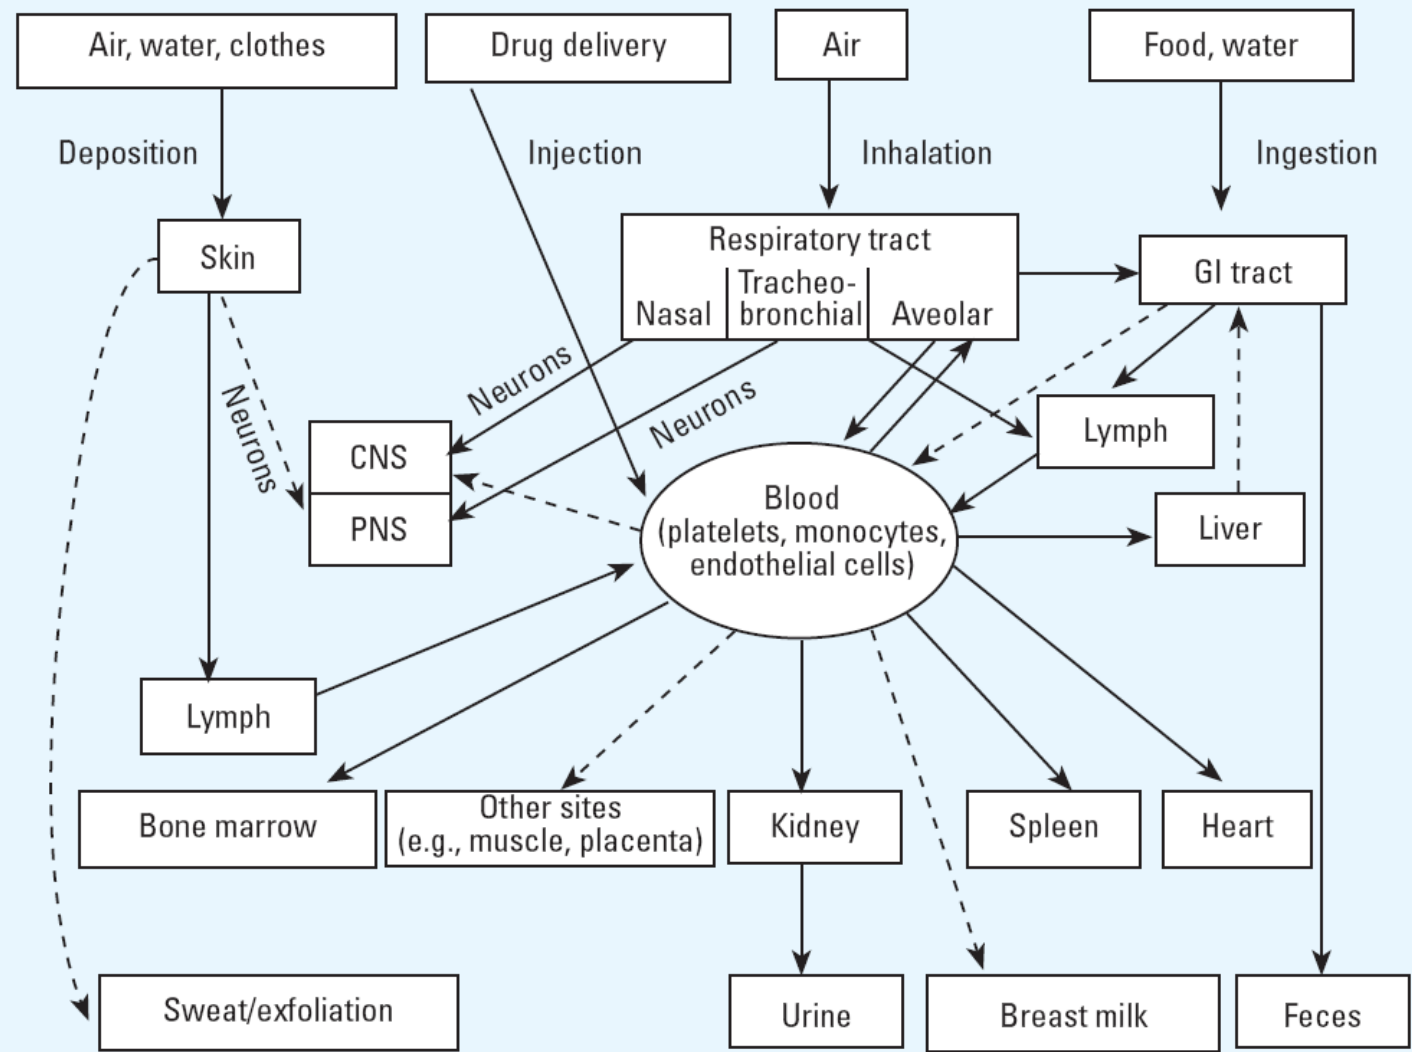 Air, water, clothes
Drug delivery
Air
Food, water
Deposition
Injection
Inhalation
Ingestion
Skin
Respiratory tract
Nasal
Tracheo-
bronchial
Aveolar
GI tract
Neurons
Neurons
Neurons
CNS
PNS
Lymph
Blood
(platelets, monocytes,
endothelial cells)
Liver
Lymph
Bone marrow
Other sites
(e.g., muscle, placenta)
Kidney
Spleen
Heart
Sweat/exfoliation
Urine
Breast milk
Feces